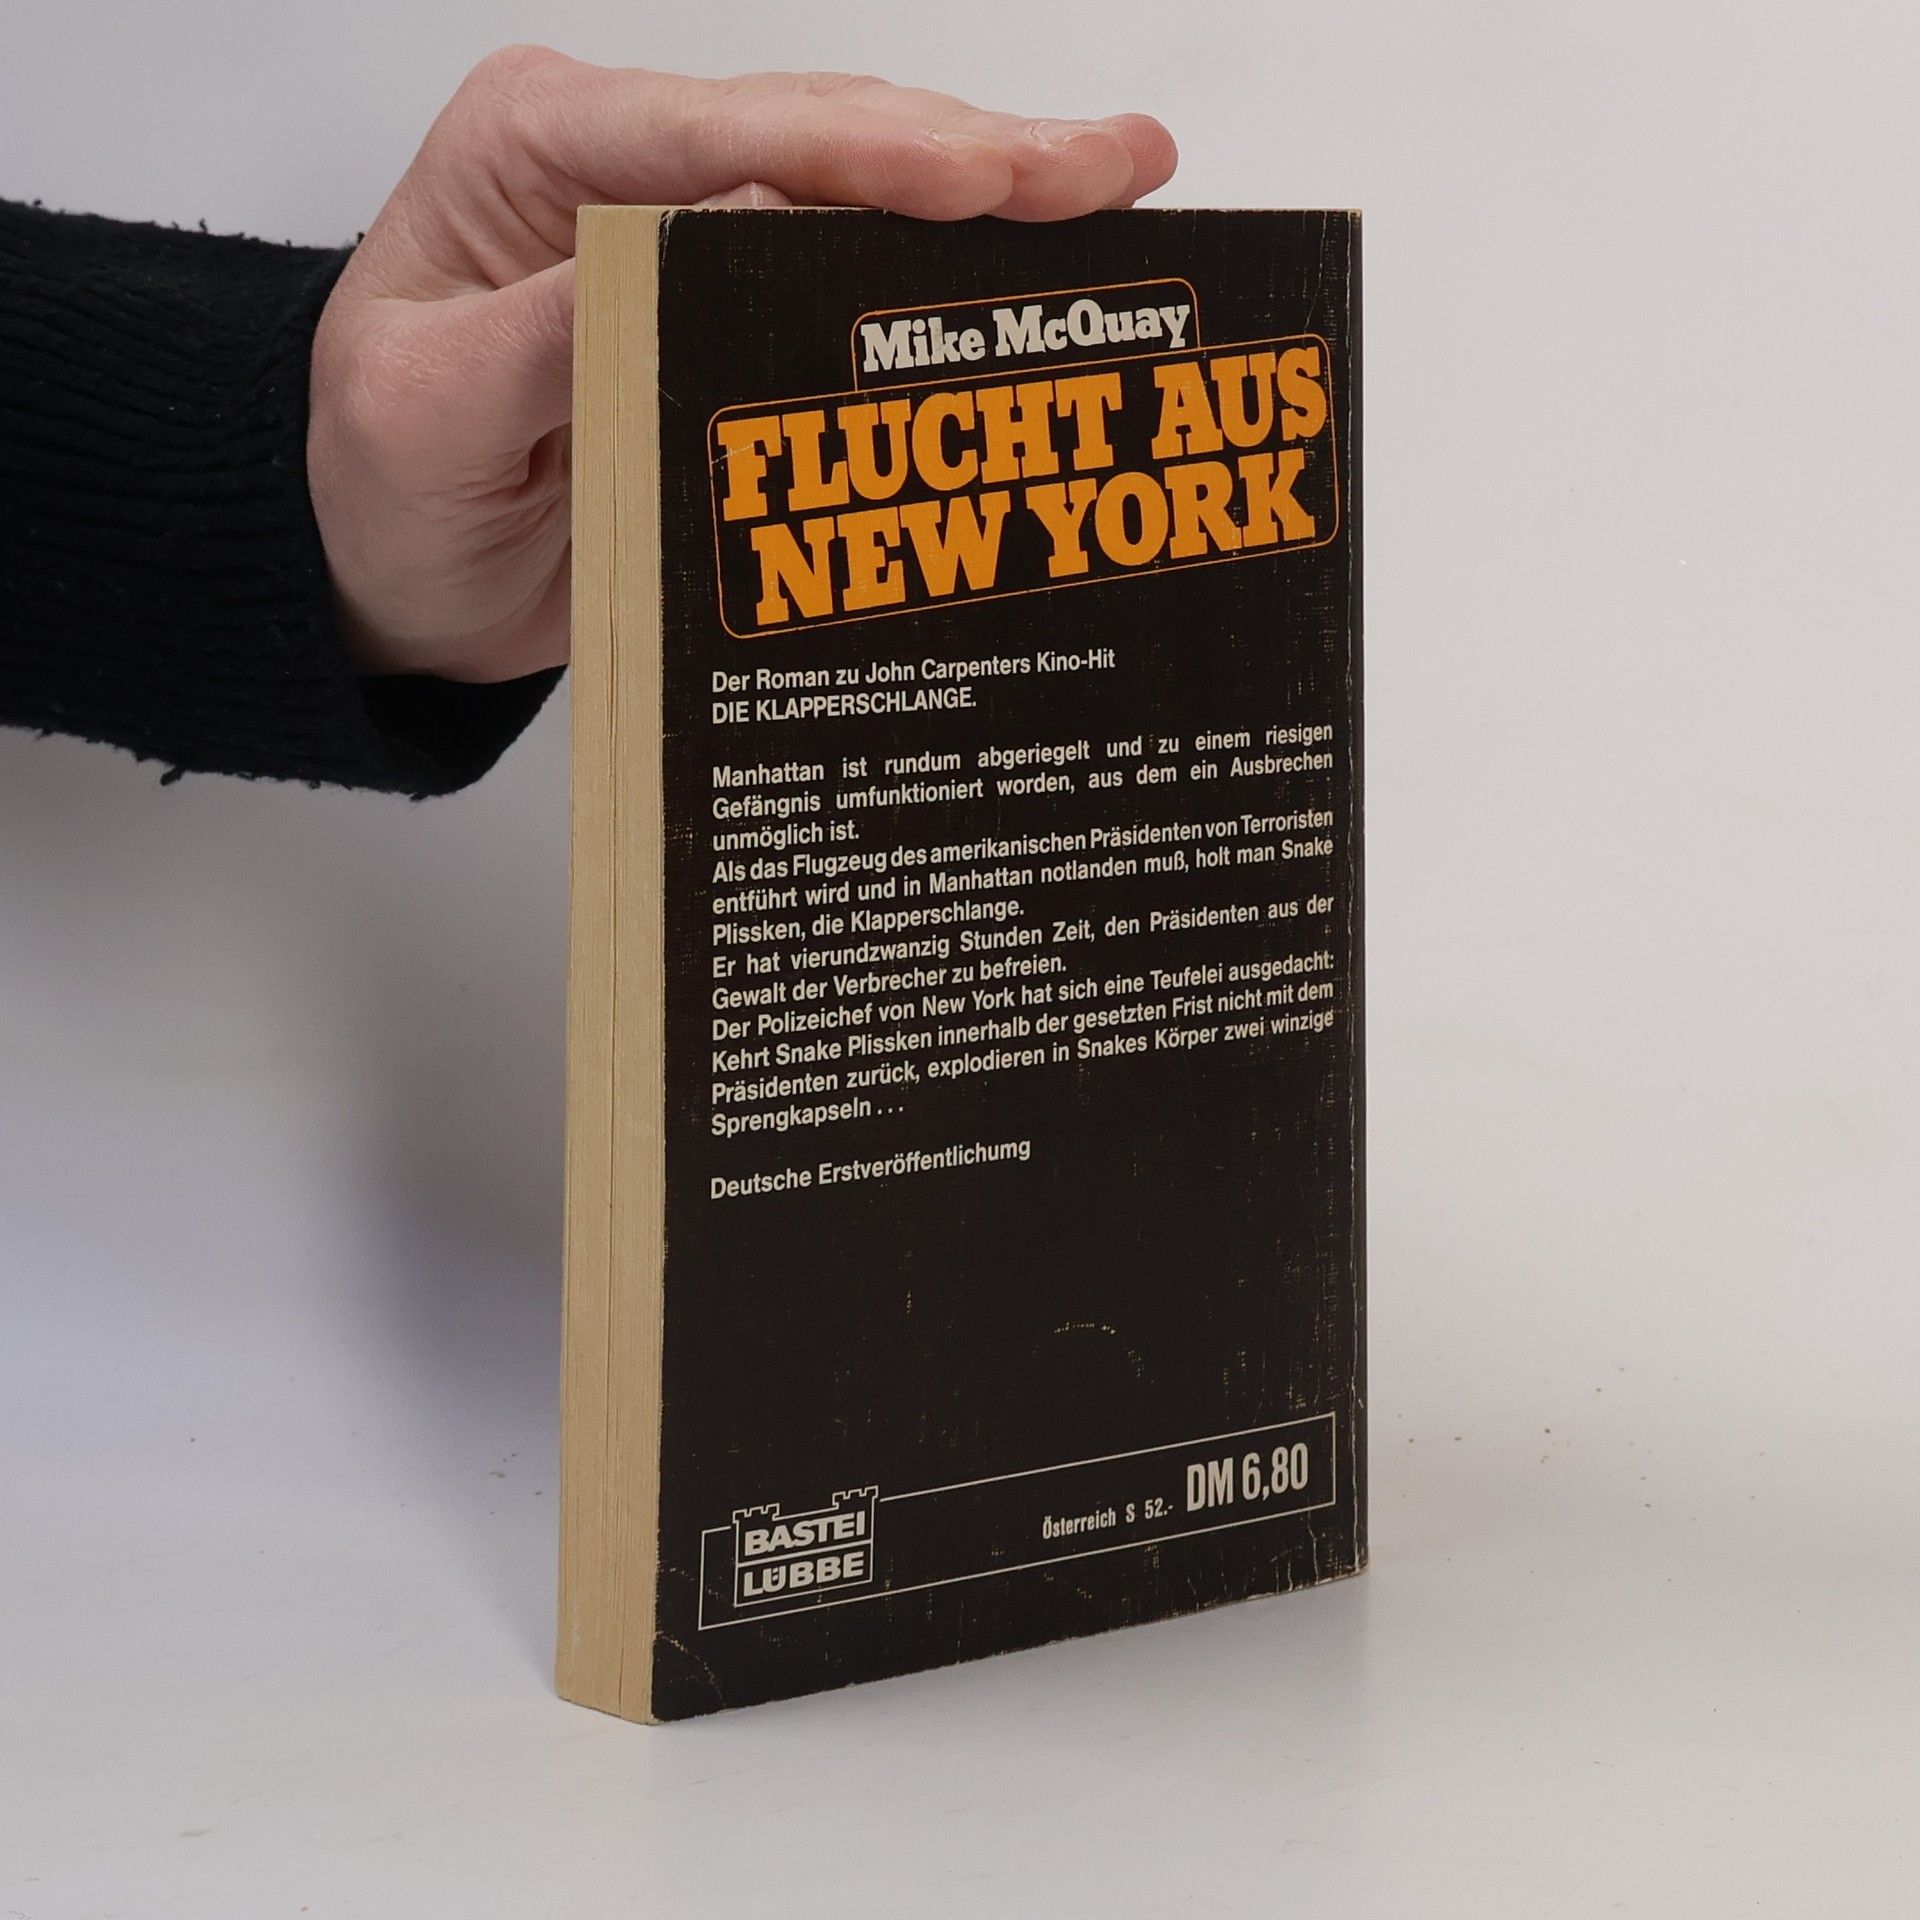 Mike McQuay
FLUCHT AUS
NEW YORK
Der Roman zu John Carpenters Kino-Hit
DIE KLAPPERSCHLANGE.
Manhattan ist rundum abgeriegelt und zu einem riesigen
Gefängnis umfunktioniert worden, aus dem ein Ausbrechen
unmöglich ist.
Als das Flugzeug des amerikanischen Präsidenten von Terroristen
entführt wird und in Manhattan notlanden muß, holt man Snake
Plissken, die Klapperschlange.
Er hat vierundzwanzig Stunden Zeit, den Präsidenten aus der
Gewalt der Verbrecher zu befreien.
Der Polizeichef von New York hat sich eine Teufelei ausgedacht:
Kehrt Snake Plissken innerhalb der gesetzten Frist nicht mit dem
Präsidenten zurück, explodieren in Snakes Körper zwei winzige
Sprengkapseln...
Deutsche Erstveröffentlichumg
BASTEI
LÜBBE
Österreich S 52.- DM 6,80